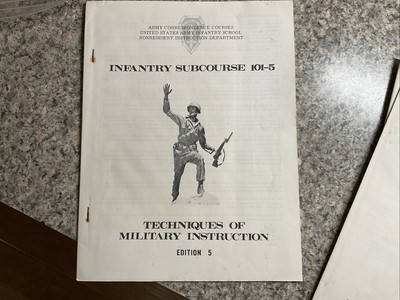 ARMY CORRESPONDENCE COURSES
UNITED STATES ARMY INFANTRY SCHOOL
NONRESIDENT INSTRUCTION DEPARTMENT
INFANTRY SUBCOURSE 101-5
TECHNIQUES OF
MILITARY INSTRUCTION
EDITION 5